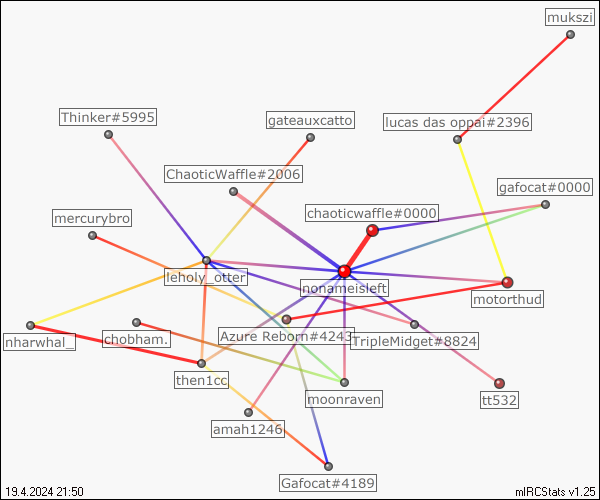 mukszi
Thinker#5995
gateauxcatto
lucas das oppai#2396
ChaoticWaffle#2006
gafocat#0000
chaoticwaffle#0000
mercurybro
leholy_otter
nonameisleft
motorthud
nharwhal_
chobham.
Azure Reborn#4243
TripleMidget#8824
then1cc
moonraven
tt532
amah1246
Gafocat#4189
19.4.2024 21:50
mIRCStats v1.25